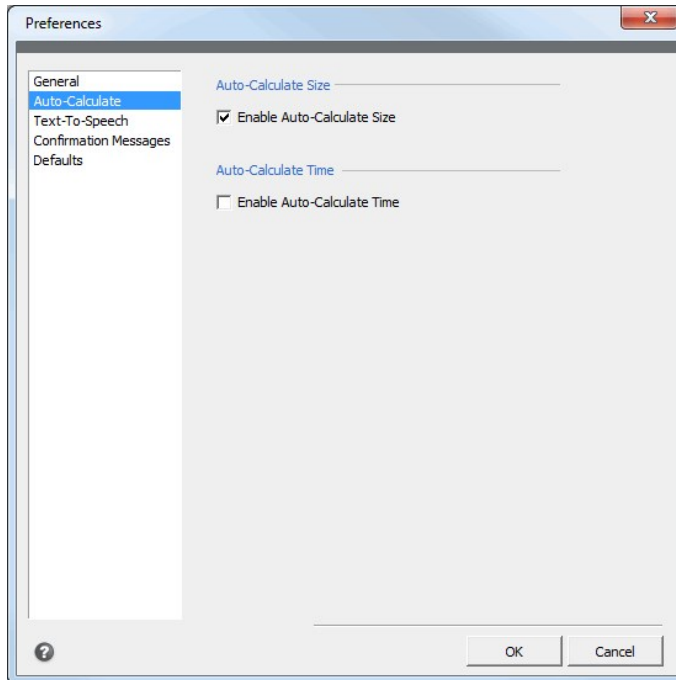 Preferences
General
Auto-Calculate
Text-To-Speech
Confirmation Messages
Defaults
Auto-Calculate Size
Enable Auto-Calculate Size
Auto-Calculate Time
Enable Auto-Calculate Time
?
OK
Cancel